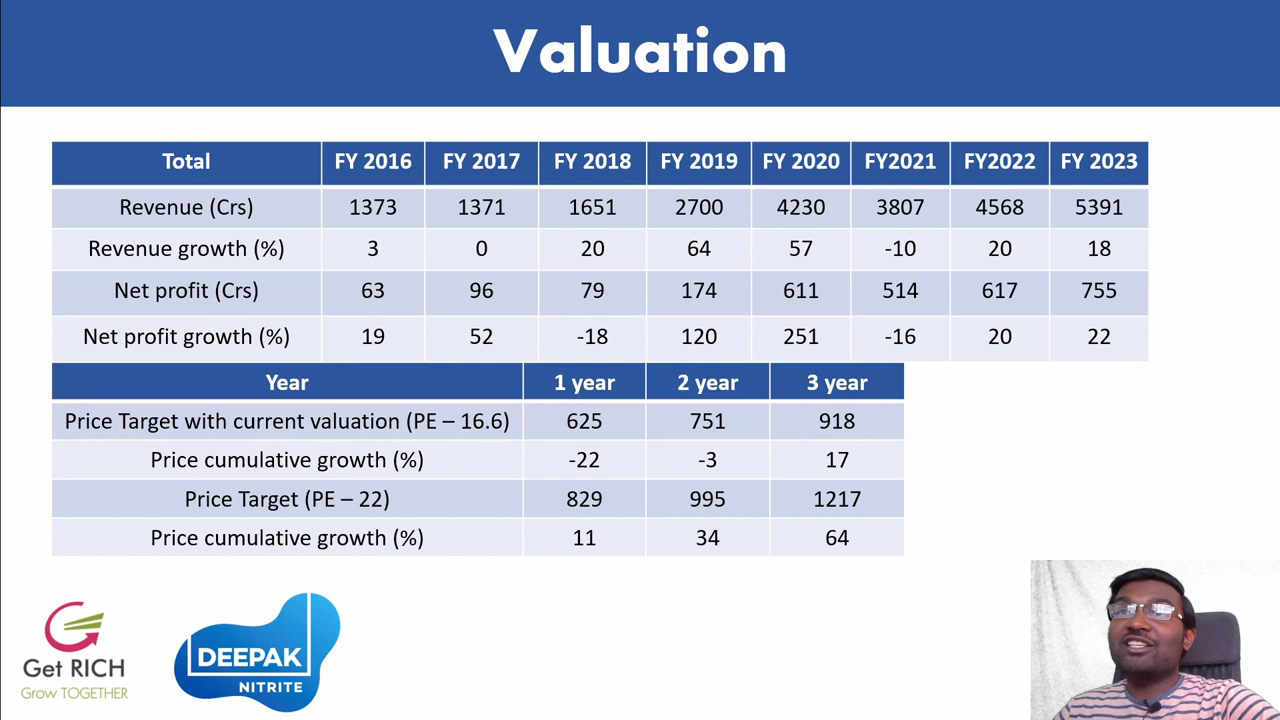 Valuation
Total FY 2016 FY 2017 FY 2018 FY 2019 FY 2020 FY2021 FY2022 FY 2023
Revenue (Crs) 1373 1371 1651 2700 4230 3807 4568 5391
Revenue growth (%) 3 0 20 64 57 -10 20 18
Net profit (Crs) 63 96 79 174 611 514 617 755
Net profit growth (%) 19 52 -18 120 251 -16 20 22
Year 1 year 2 year 3 year
Price Target with current valuation (PE – 16.6) 625 751 918
Price cumulative growth (%) -22 -3 17
Price Target (PE – 22) 829 995 1217
Price cumulative growth (%) 11 34 64
Get RICH
Grow TOGETHER
DEEPAK
NITRITE